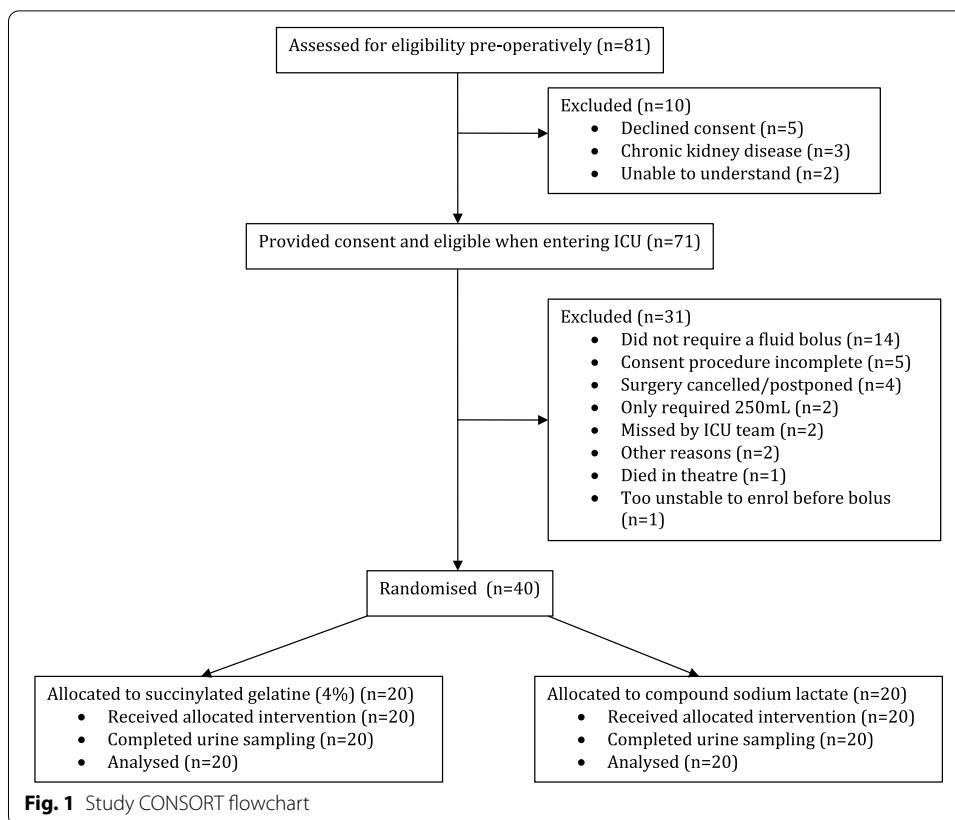 Assessed for eligibility pre-operatively (n=81)
Excluded (n=10)
• Declined consent (n=5)
• Chronic kidney disease (n=3)
• Unable to understand (n=2)
Provided consent and eligible when entering ICU (n=71)
Excluded (n=31)
• Did not require a fluid bolus (n=14)
• Consent procedure incomplete (n=5)
• Surgery cancelled/postponed (n=4)
• Only required 250mL (n=2)
• Missed by ICU team (n=2)
• Other reasons (n=2)
• Died in theatre (n=1)
• Too unstable to enrol before bolus
(n=1)
Randomised (n=40)
Allocated to succinylated gelatine (4%) (n=20)
• Received allocated intervention (n=20)
• Completed urine sampling (n=20)
• Analysed (n=20)
Allocated to compound sodium lactate (n=20)
• Received allocated intervention (n=20)
• Completed urine sampling (n=20)
• Analysed (n=20)
Fig. 1 Study CONSORT flowchart